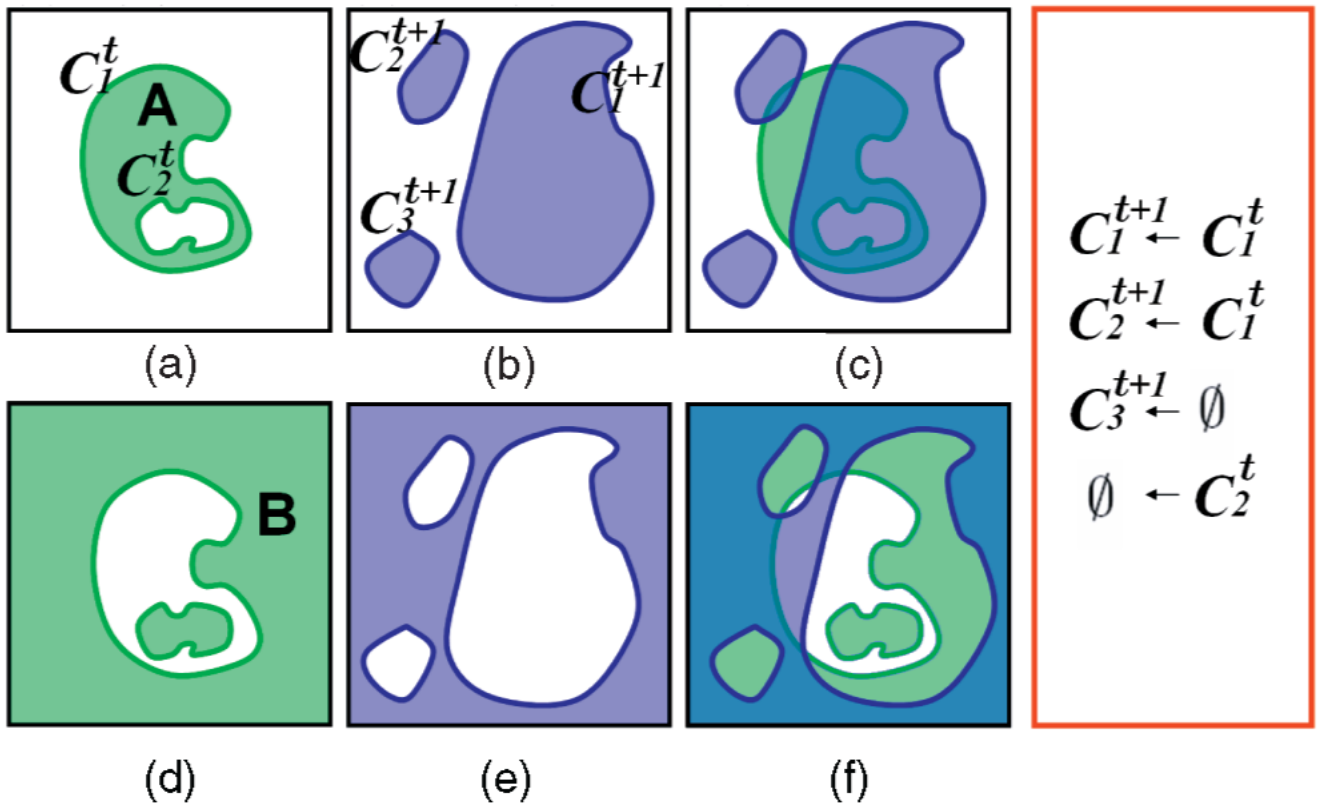 C₁ᵗ
A
C₂ᵗ
C₂ᵗ⁺¹
C₁ᵗ⁺¹
C₃ᵗ⁺¹
(a)
(b)
(c)
B
(d)
(e)
(f)
C₁ᵗ⁺¹ ← C₁ᵗ
C₂ᵗ⁺¹ ← C₁ᵗ
C₃ᵗ⁺¹ ← ∅
∅ ← C₂ᵗ